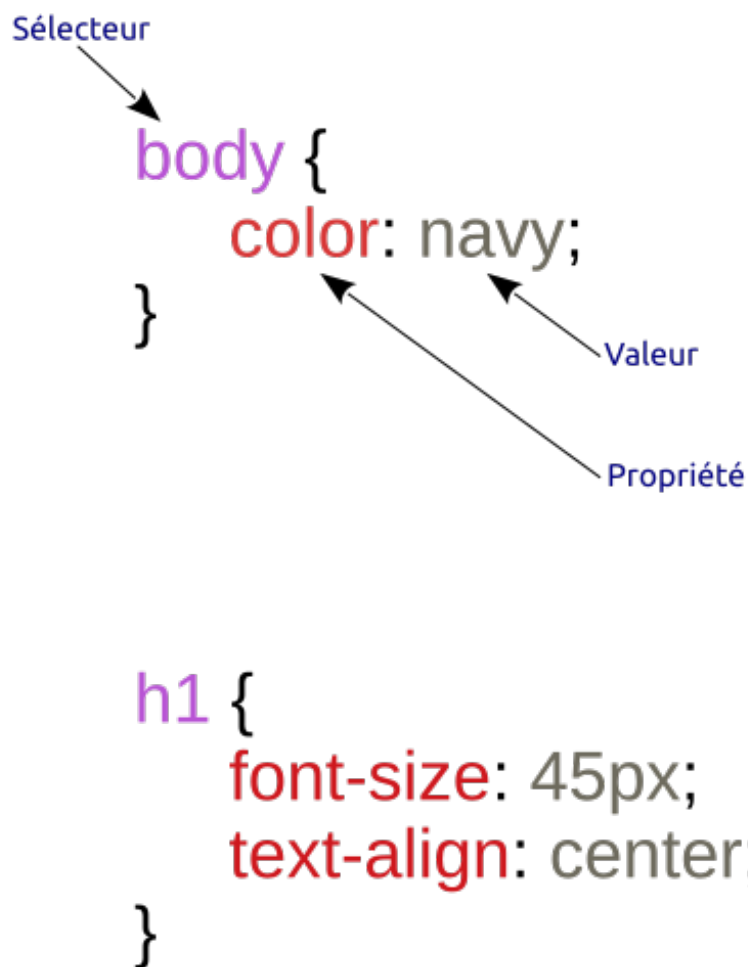 Sélecteur
body {
color: navy;
}
Valeur
Propriété
h1 {
font-size: 45px;
text-align: center;
}